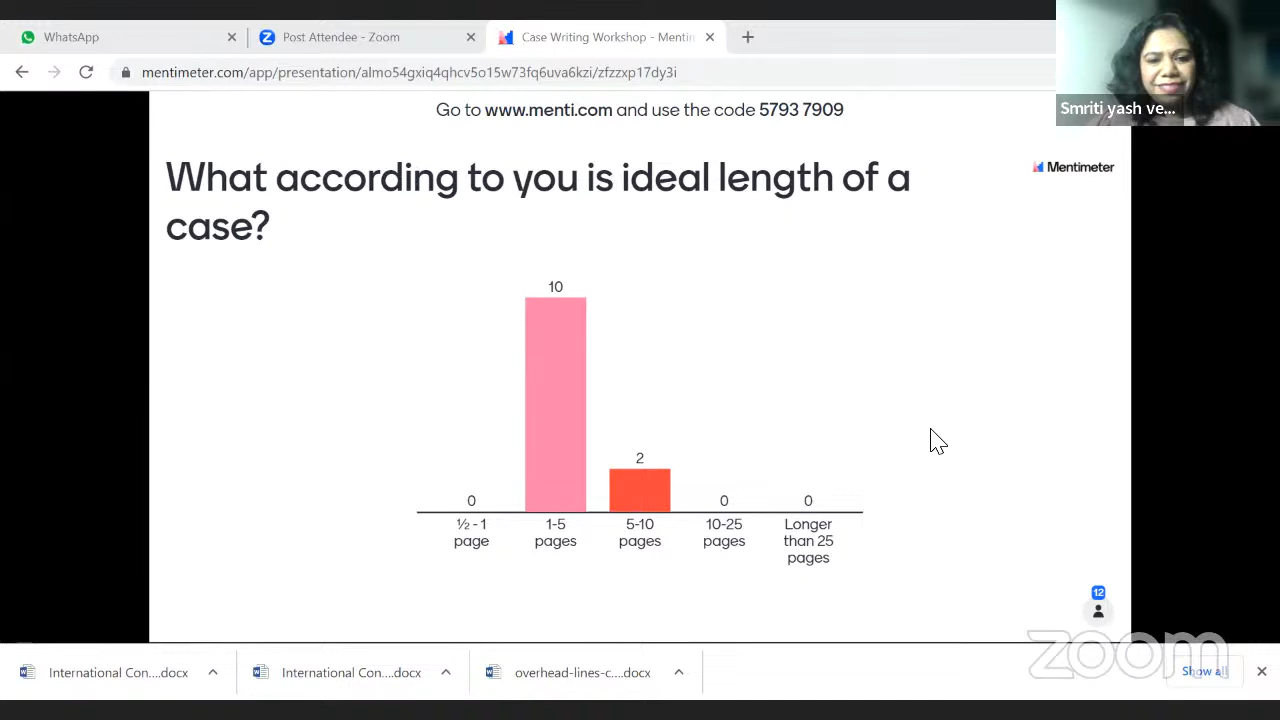 WhatsApp
Post Attendee - Zoom
Case Writing Workshop - Mentin
mentimeter.com/app/presentation/almo54gxiq4qhcv5o15w73fq6uva6kzi/zfzzxp17dy3i
Smriti yash ve...
Go to www.menti.com and use the code 5793 7909
What according to you is ideal length of a
case?
Mentimeter
10
2
0
0
0
½ - 1
page
1-5
pages
5-10
pages
10-25
pages
Longer
than 25
pages
12
zoom
International Con....docx
International Con....docx
overhead-lines-c....docx
Show all